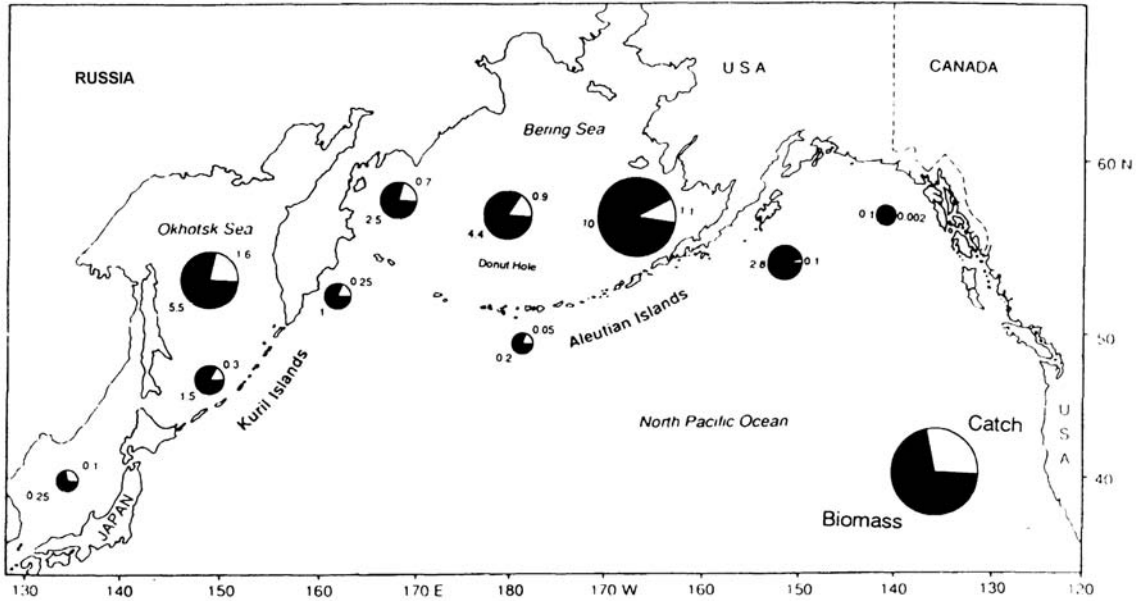 RUSSIA
U S A
CANADA
Bering Sea
60 N
0.7
2.5
0.9
4.4
10
1.1
0.1
0.002
Okhotsk Sea
1.6
5.5
Donut Hole
2.8
0.1
0.25
1
Aleutian Islands
0.05
0.2
50
0.3
1.5
Kuril Islands
North Pacific Ocean
Catch
U S A
0.1
0.25
40
JAPAN
Biomass
130
140
150
160
170 E
180
170 W
160
150
140
130
120